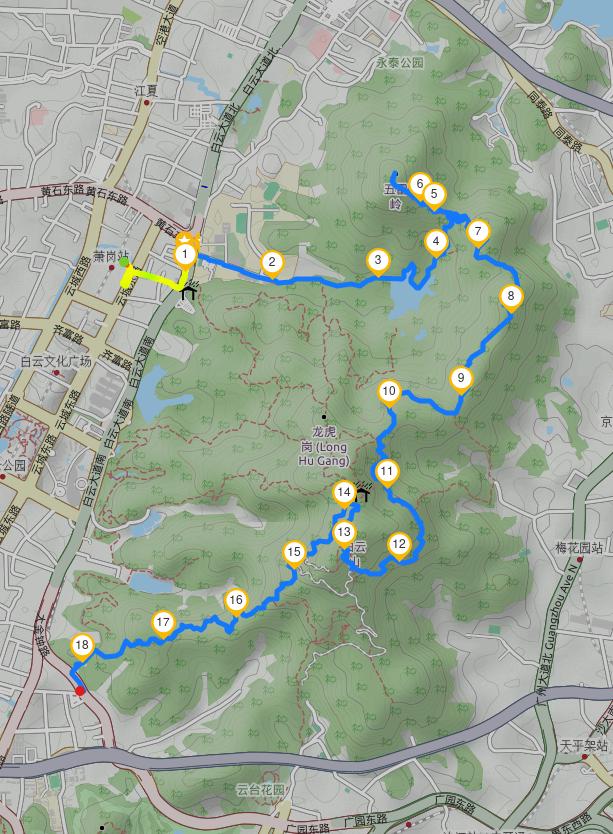 空港大道
白云大道北
永泰公园
江夏
白云大道北
同泰路
同泰路
黄石东路
黄石东路
6
5
岭
7
4
黄石
1
2
3
萧岗站
云城西路
8
齐富路
齐富路
白云大道南
白云文化广场
9
10
云城东路
白云大道南
龙虎
岗 (Long
Hu Gang)
11
14
公园
云城东路
白云大道南
13
12
15
梅花园站
16
17
18
广州大道北 Guangzhou Ave N
天平架站
云台花园
广园东路
广园东路